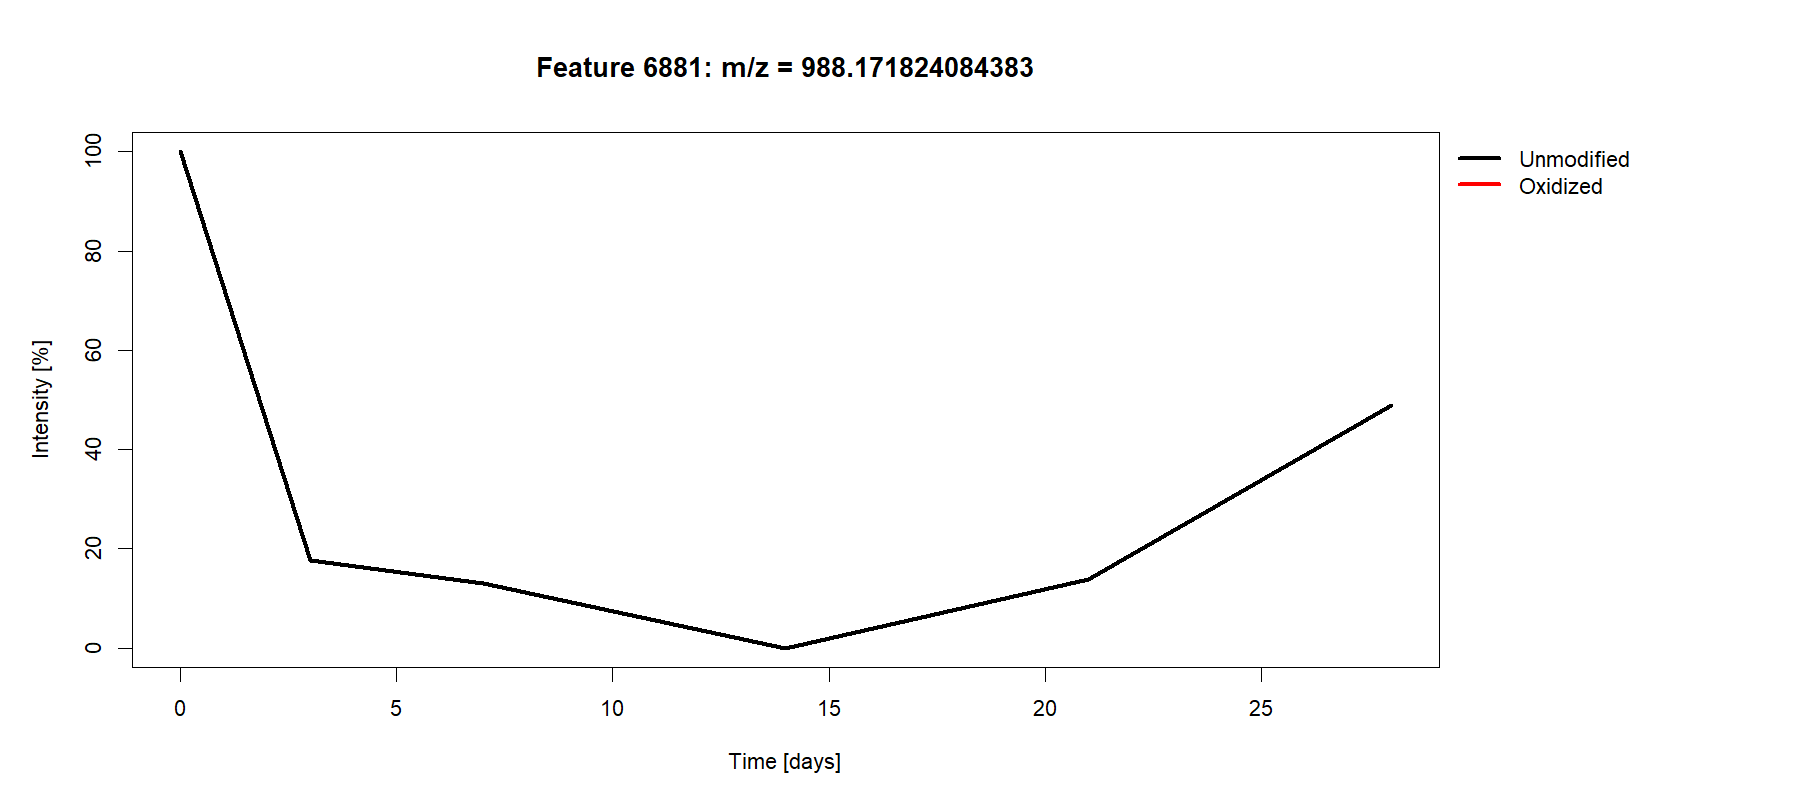 Feature 6881: m/z = 988.171824084383
Unmodified
Oxidized
Intensity [%]
100
80
60
40
20
0
0 5 10 15 20 25
Time [days]